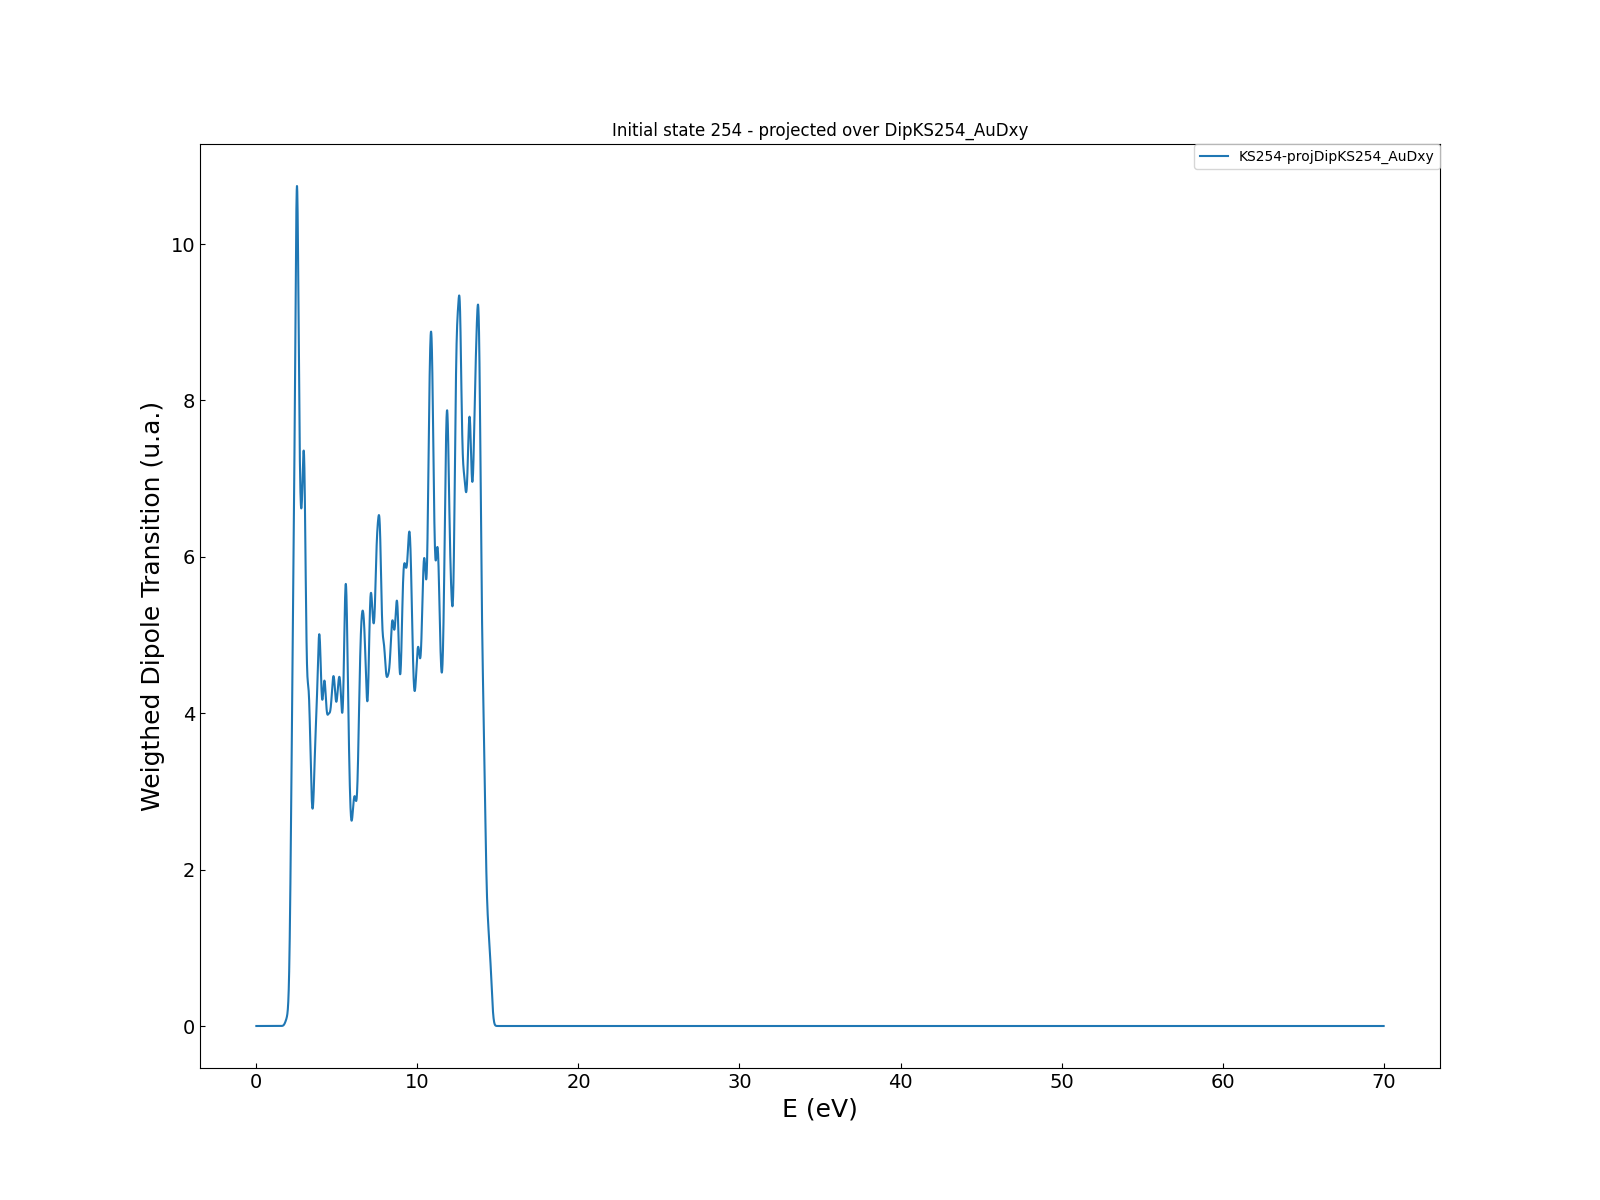 Initial state 254 - projected over DipKS254_AuDxy
KS254-projDipKS254_AuDxy
Weigthed Dipole Transition (u.a.)
10
8
6
4
2
0
0 10 20 30 40 50 60 70
E (eV)